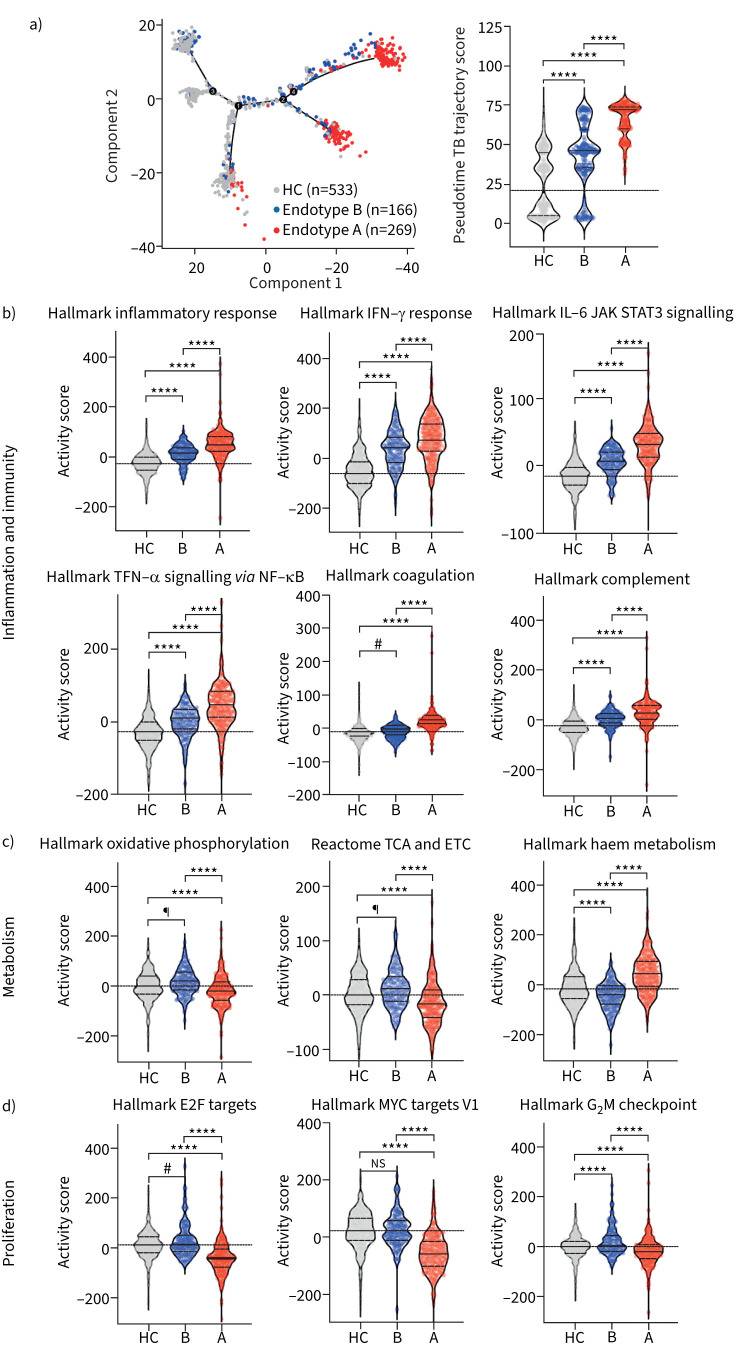 a)
20
0
−20
−40
Component 2
20
0
−20
−40
Component 1
3
1
2
4
HC (n=533)
Endotype B (n=166)
Endotype A (n=269)
Pseudotime TB trajectory score
125
100
75
50
25
0
****
****
****
HC B A
b)
Inflammation and immunity
Hallmark inflammatory response
Activity score
400
200
0
−200
****
****
****
HC B A
Hallmark IFN–γ response
Activity score
400
200
0
−200
****
****
****
HC B A
Hallmark IL–6 JAK STAT3 signalling
Activity score
200
100
0
−100
****
****
****
HC B A
Hallmark TFN–α signalling via NF–κB
Activity score
200
0
−200
****
****
****
HC B A
Hallmark coagulation
Activity score
400
300
200
100
0
−100
−200
****
****
#
HC B A
Hallmark complement
Activity score
400
200
0
−200
****
****
****
HC B A
c)
Metabolism
Hallmark oxidative phosphorylation
Activity score
400
200
0
−200
****
****
¶
HC B A
Reactome TCA and ETC
Activity score
200
100
0
−100
****
****
¶
HC B A
Hallmark haem metabolism
Activity score
400
200
0
−200
****
****
****
HC B A
d)
Proliferation
Hallmark E2F targets
Activity score
400
200
0
−200
****
****
#
HC B A
Hallmark MYC targets V1
Activity score
400
200
0
−200
****
****
NS
HC B A
Hallmark G₂M checkpoint
Activity score
400
200
0
−200
****
****
****
HC B A